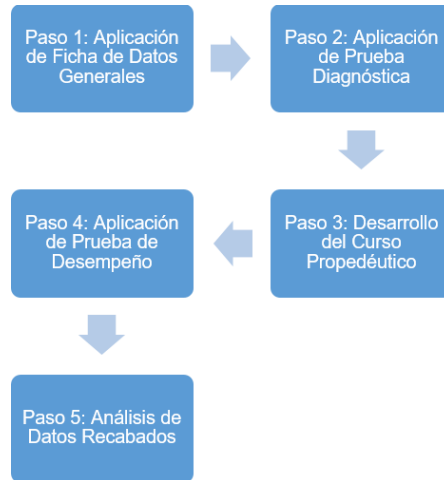 Paso 1: Aplicación
de Ficha de Datos
Generales
Paso 2: Aplicación
de Prueba
Diagnóstica
Paso 3: Desarrollo
del Curso
Propedéutico
Paso 4: Aplicación
de Prueba de
Desempeño
Paso 5: Análisis de
Datos Recabados